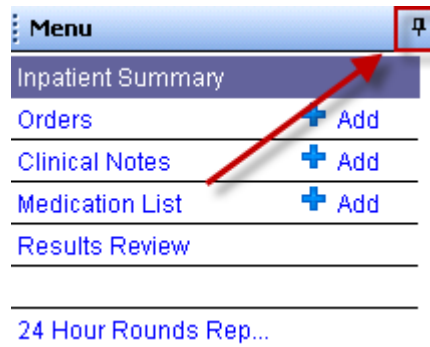 Menu
Inpatient Summary
Orders Add
Clinical Notes Add
Medication List Add
Results Review
24 Hour Rounds Rep...